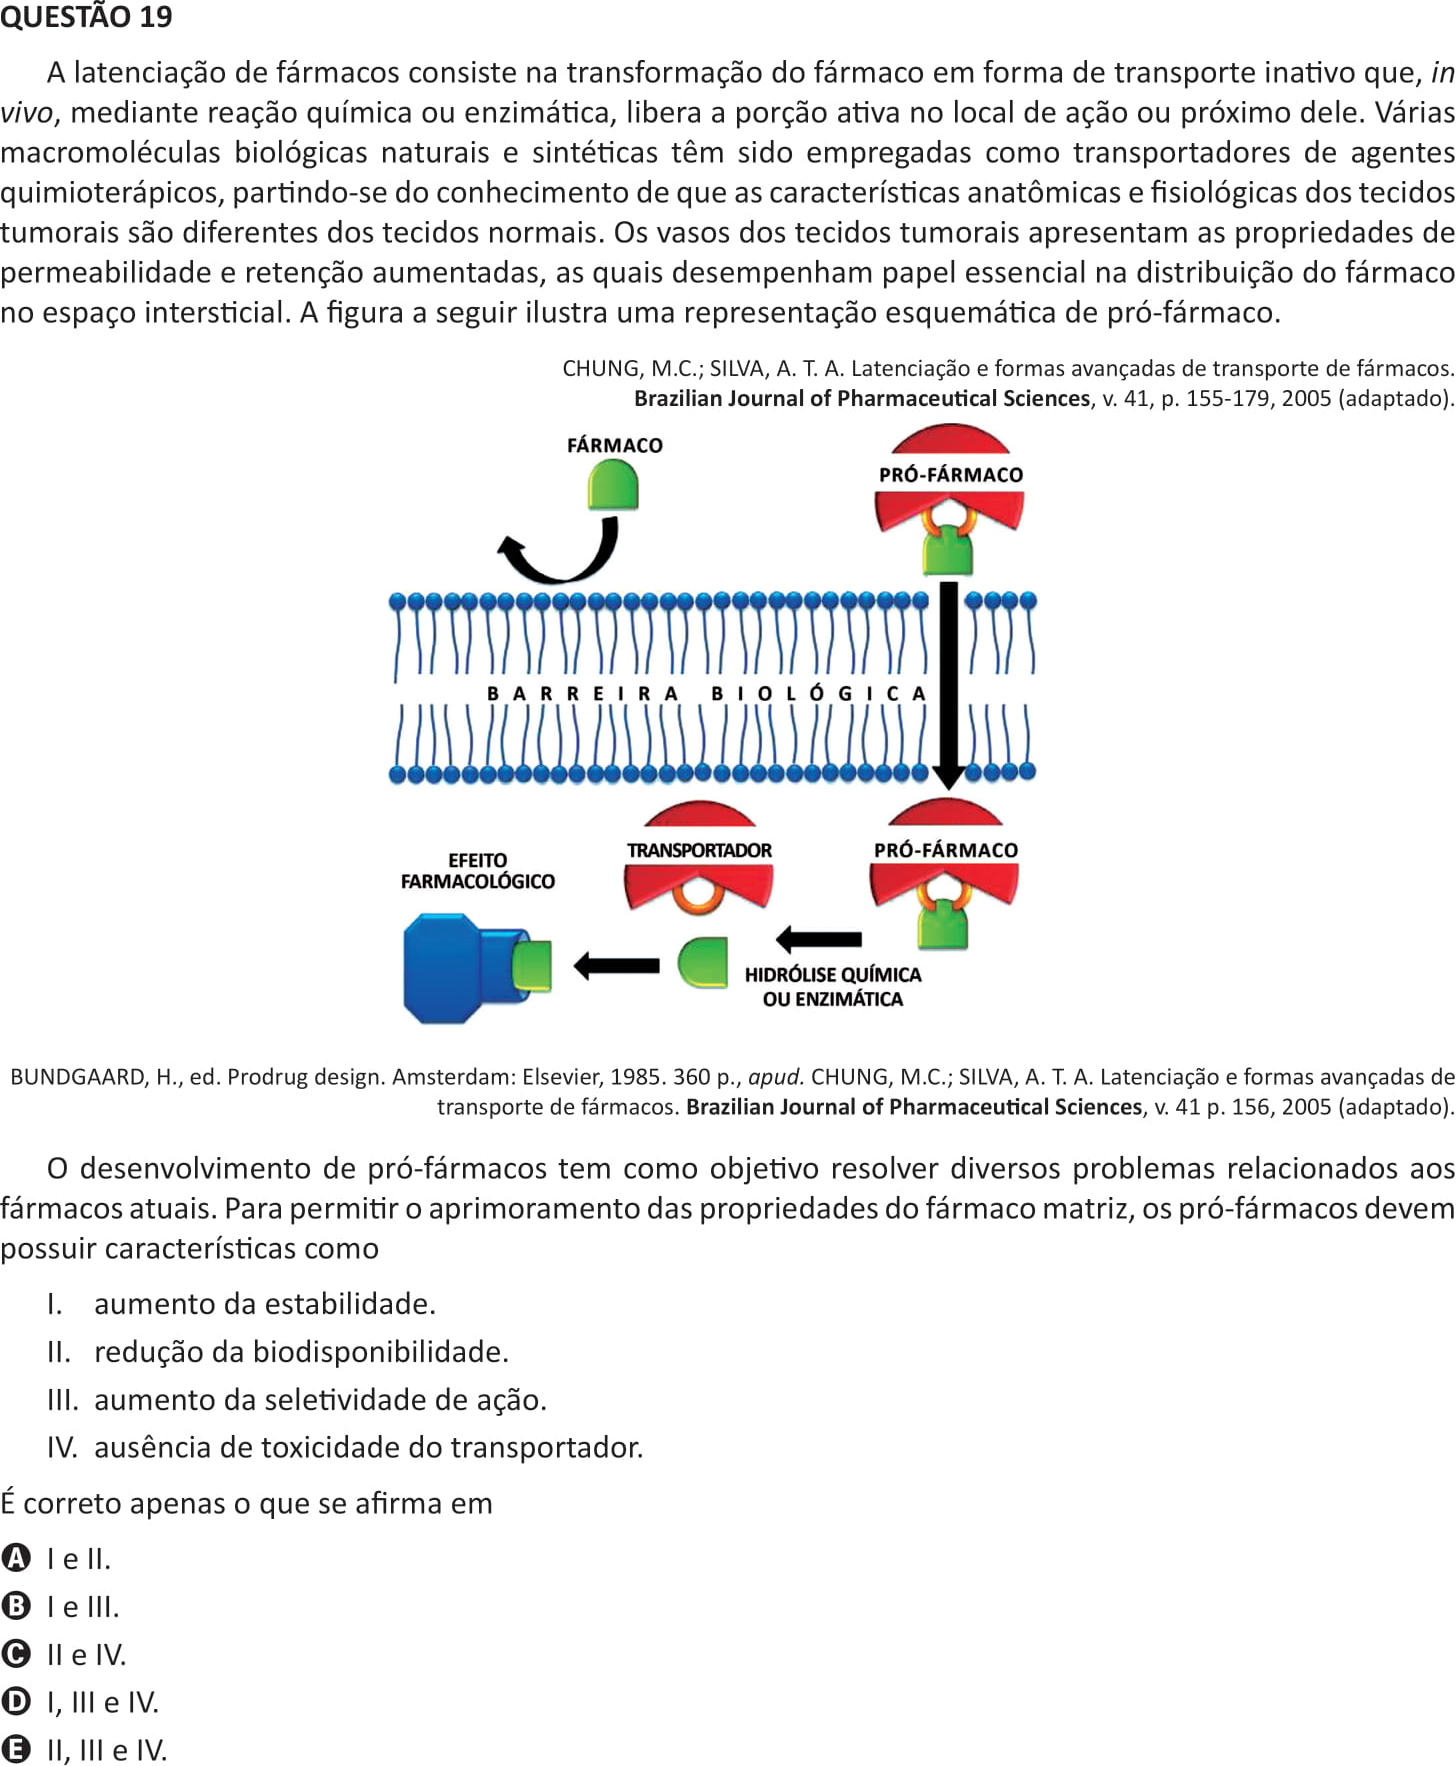 QUESTÃO 19
A latenciação de fármacos consiste na transformação do fármaco em forma de transporte inativo que, in
vivo, mediante reação química ou enzimática, libera a porção ativa no local de ação ou próximo dele. Várias
macromoléculas biológicas naturais e sintéticas têm sido empregadas como transportadores de agentes
quimioterápicos, partindo-se do conhecimento de que as características anatômicas e fisiológicas dos tecidos
tumorais são diferentes dos tecidos normais. Os vasos dos tecidos tumorais apresentam as propriedades de
permeabilidade e retenção aumentadas, as quais desempenham papel essencial na distribuição do fármaco
no espaço intersticial. A figura a seguir ilustra uma representação esquemática de pró-fármaco.
CHUNG, M.C.; SILVA, A. T. A. Latenciação e formas avançadas de transporte de fármacos.
Brazilian Journal of Pharmaceutical Sciences, v. 41, p. 155-179, 2005 (adaptado).
FÁRMACO
PRÓ-FÁRMACO
BARREIRA BIOLÓGICA
TRANSPORTADOR
PRÓ-FÁRMACO
EFEITO
FARMACOLÓGICO
HIDRÓLISE QUÍMICA
OU ENZIMÁTICA
BUNDGAARD, H., ed. Prodrug design. Amsterdam: Elsevier, 1985. 360 p., apud. CHUNG, M.C.; SILVA, A. T. A. Latenciação e formas avançadas de
transporte de fármacos. Brazilian Journal of Pharmaceutical Sciences, v. 41 p. 156, 2005 (adaptado).
O desenvolvimento de pró-fármacos tem como objetivo resolver diversos problemas relacionados aos
fármacos atuais. Para permitir o aprimoramento das propriedades do fármaco matriz, os pró-fármacos devem
possuir características como
I. aumento da estabilidade.
II. redução da biodisponibilidade.
III. aumento da seletividade de ação.
IV. ausência de toxicidade do transportador.
É correto apenas o que se afirma em
A I e II.
B I e III.
C II e IV.
D I, III e IV.
E II, III e IV.